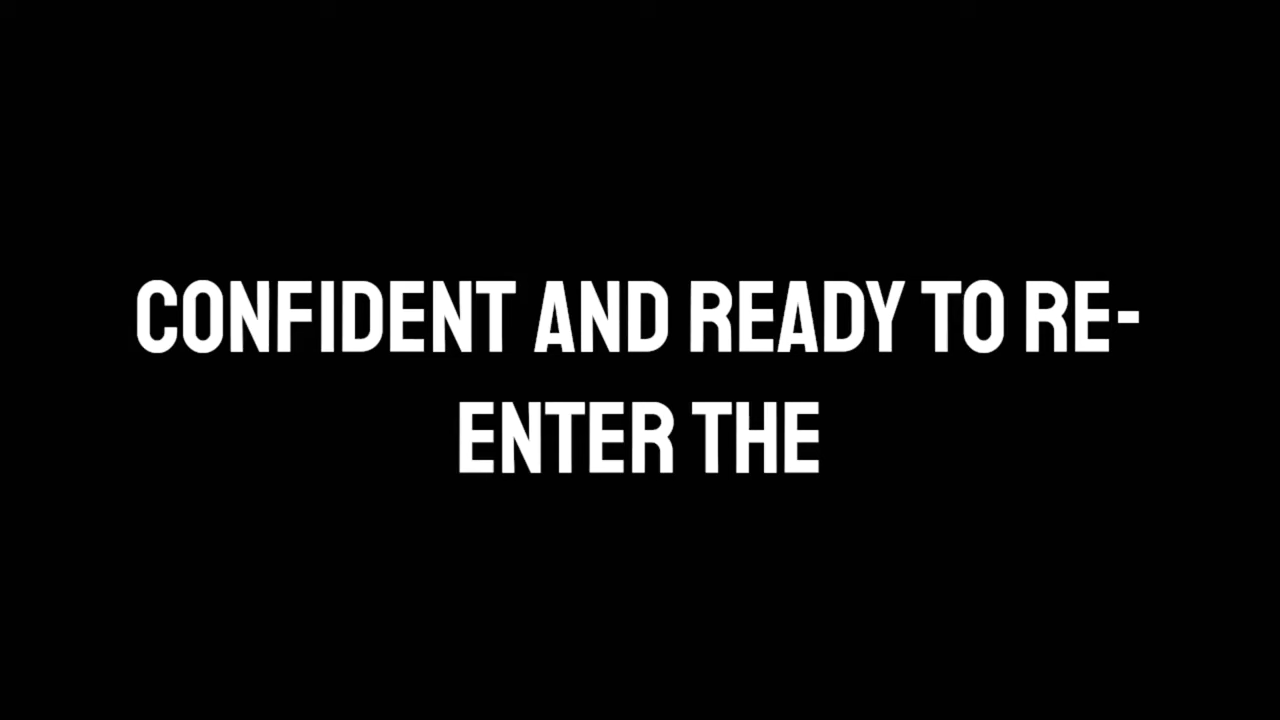 CONFIDENT AND READY TO RE-
ENTER THE